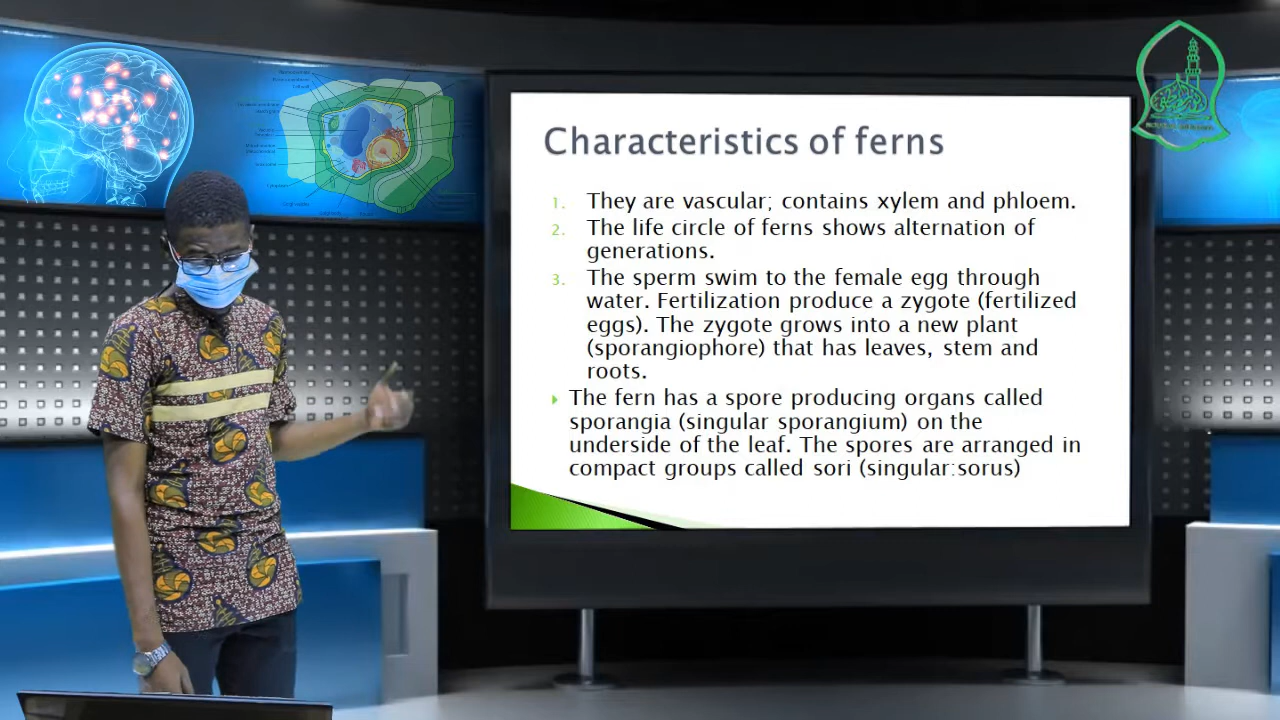 Characteristics of ferns
1. They are vascular; contains xylem and phloem.
2. The life circle of ferns shows alternation of
generations.
3. The sperm swim to the female egg through
water. Fertilization produce a zygote (fertilized
eggs). The zygote grows into a new plant
(sporangiophore) that has leaves, stem and
roots.
The fern has a spore producing organs called
sporangia (singular sporangium) on the
underside of the leaf. The spores are arranged in
compact groups called sori (singular:sorus)